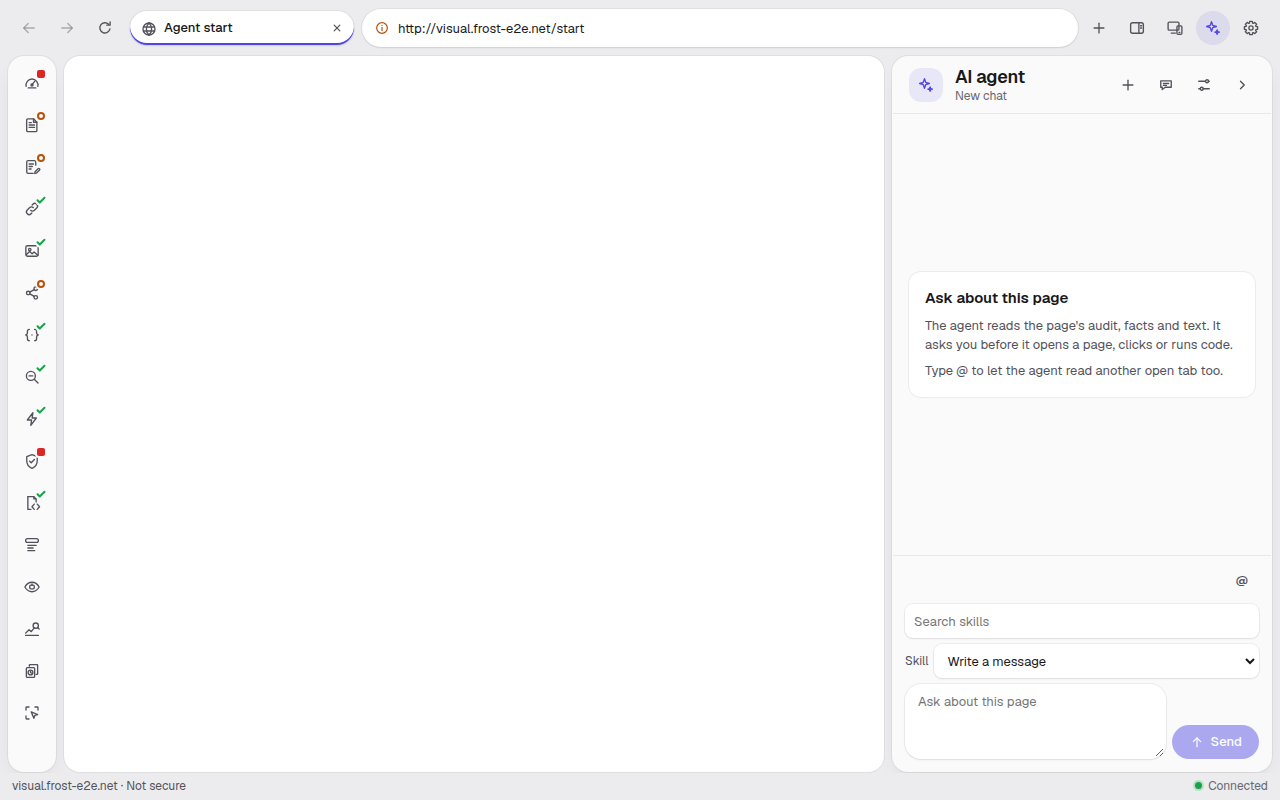 Agent start
http://visual.frost-e2e.net/start
AI agent
New chat
Ask about this page
The agent reads the page's audit, facts and text. It
asks you before it opens a page, clicks or runs code.
Type @ to let the agent read another open tab too.
@
Search skills
Skill
Write a message
Ask about this page
Send
visual.frost-e2e.net · Not secure
Connected